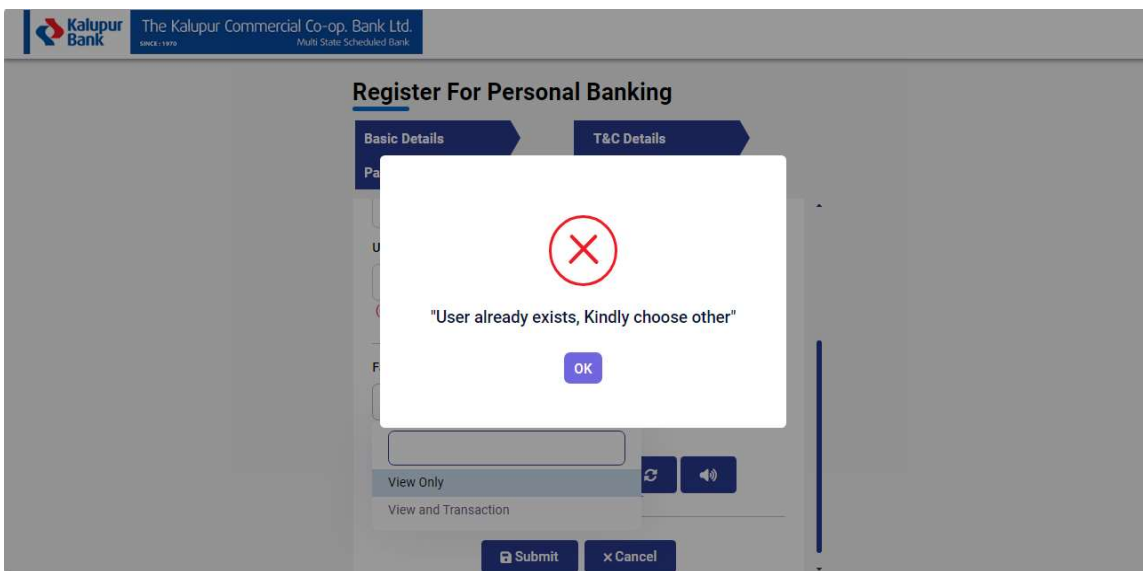 Kalupur
Bank
The Kalupur Commercial Co-op. Bank Ltd.
SINCE : 1970
Multi State Scheduled Bank
Register For Personal Banking
Basic Details
T&C Details
Pa
U
"User already exists, Kindly choose other"
F
OK
View Only
View and Transaction
Submit
Cancel